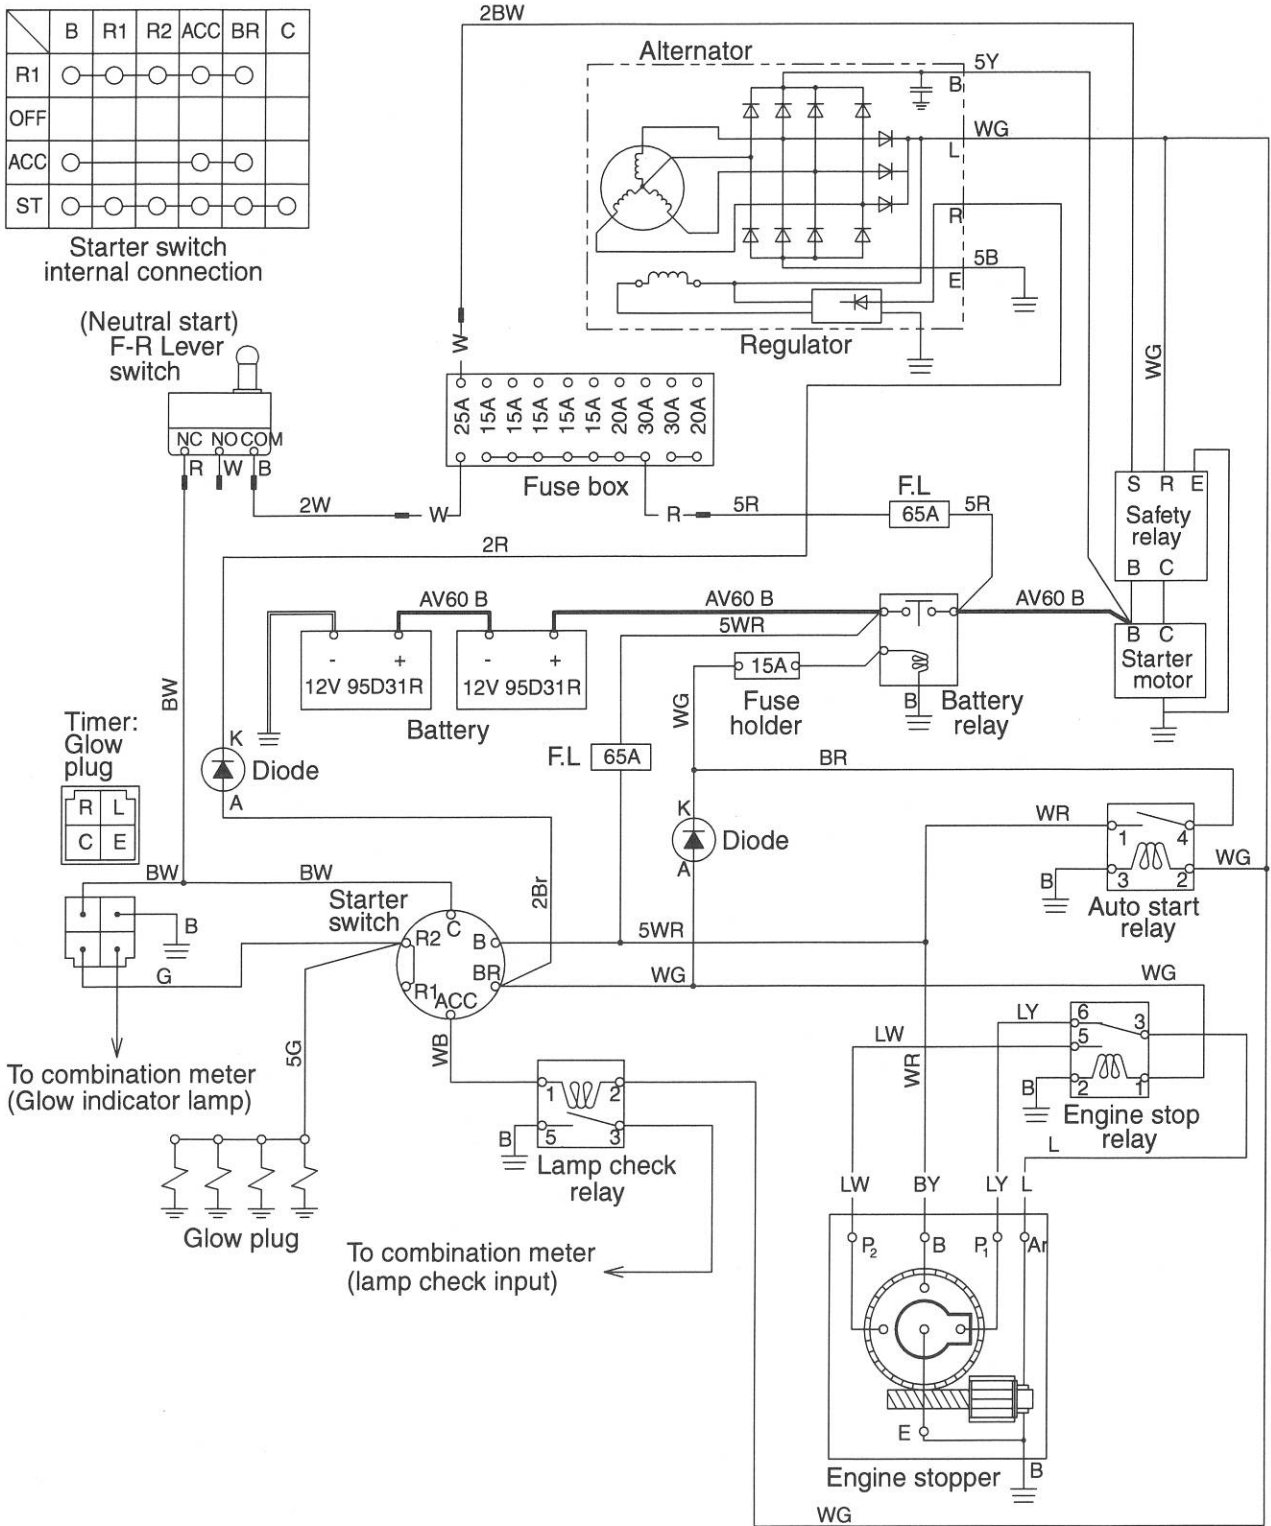 B R1 R2 ACC BR C
R1
OFF
ACC
ST
Starter switch
internal connection
2BW
Alternator
5Y
B
WG
L
R
5B
E
Regulator
WG
(Neutral start)
F-R Lever
switch
NC NO COM
R W B
W
25A 15A 15A 15A 15A 15A 20A 30A 30A 20A
Fuse box
2W
W
R
5R
F.L
65A
5R
2R
S R E
Safety
relay
B C
AV60 B
AV60 B
AV60 B
5WR
B C
Starter
motor
- +
12V 95D31R
- +
12V 95D31R
Battery
15A
Fuse
holder
WG
B
Battery
relay
BW
Timer:
Glow
plug
R L
C E
K
Diode
A
F.L
65A
BR
K
Diode
A
WR
1 4
3 2
WG
B
Auto start
relay
BW
BW
B
G
2Br
Starter
switch
C
R2
B
BR
R1
ACC
5WR
WG
WG
5G
WB
To combination meter
(Glow indicator lamp)
LY
LW
WR
6 3
5
2 1
B
Engine stop
relay
L
1 2
5 3
B
Lamp check
relay
Glow plug
To combination meter
(lamp check input)
LW BY LY L
P2 B P1 Ar
E
B
Engine stopper
WG